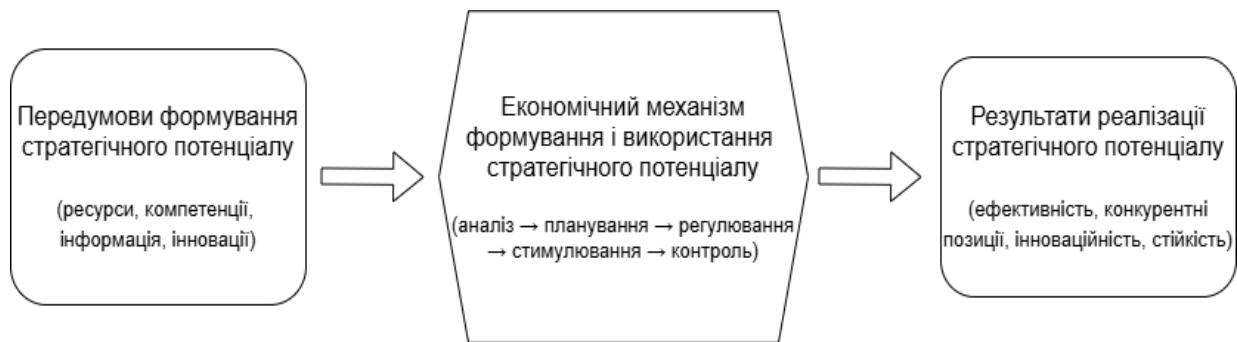 Передумови формування
стратегічного потенціалу
(ресурси, компетенції,
інформація, інновації)
Економічний механізм
формування і використання
стратегічного потенціалу
(аналіз → планування → регулювання
→ стимулювання → контроль)
Результати реалізації
стратегічного потенціалу
(ефективність, конкурентні
позиції, інноваційність, стійкість)